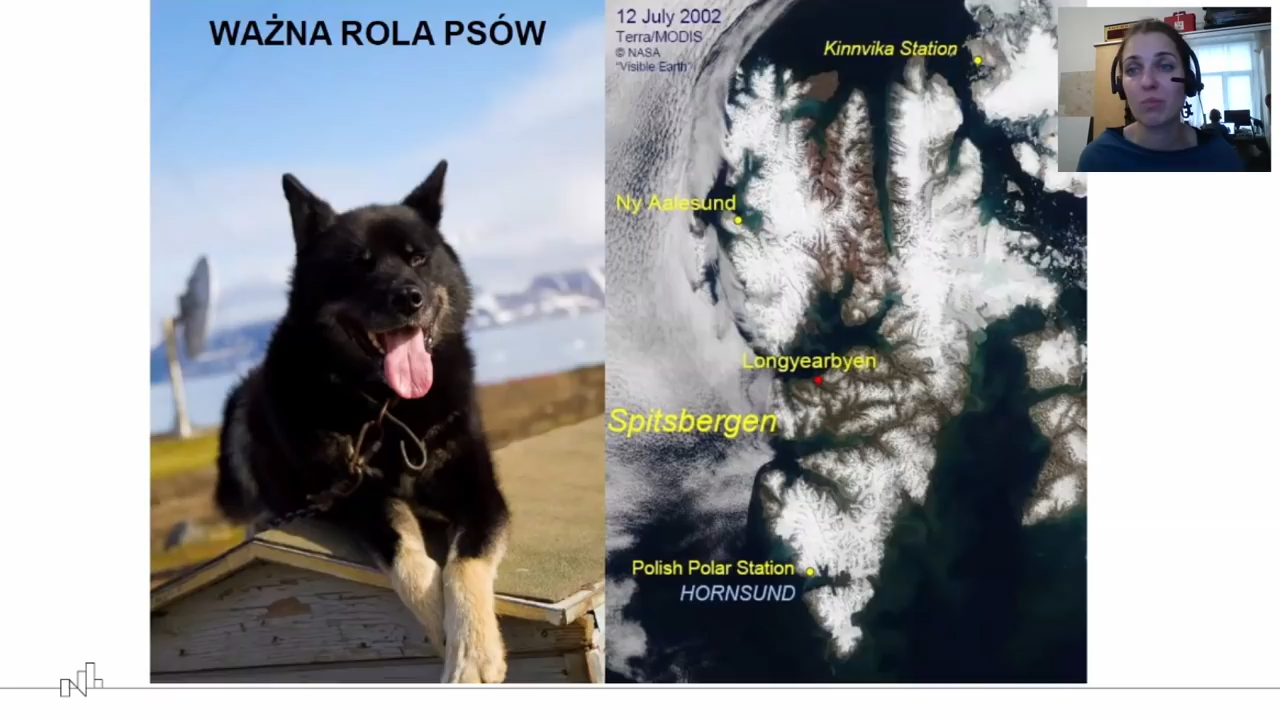 WAŻNA ROLA PSÓW
12 July 2002
Terra/MODIS
© NASA
"Visible Earth"
Kinnvika Station
Ny Aalesund
Longyearbyen
Spitsbergen
Polish Polar Station
HORNSUND